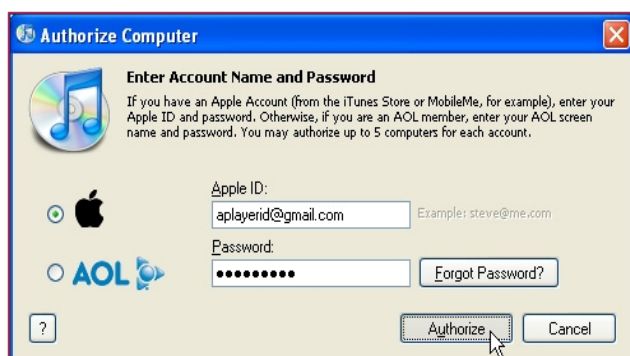 Authorize Computer
Enter Account Name and Password
If you have an Apple Account (from the iTunes Store or MobileMe, for example), enter your
Apple ID and password. Otherwise, if you are an AOL member, enter your AOL screen
name and password. You may authorize up to 5 computers for each account.
Apple ID:
aplayerid@gmail.com Example: steve@me.com
Password:
AOL ●●●●●●●●● Forgot Password?
? Authorize Cancel